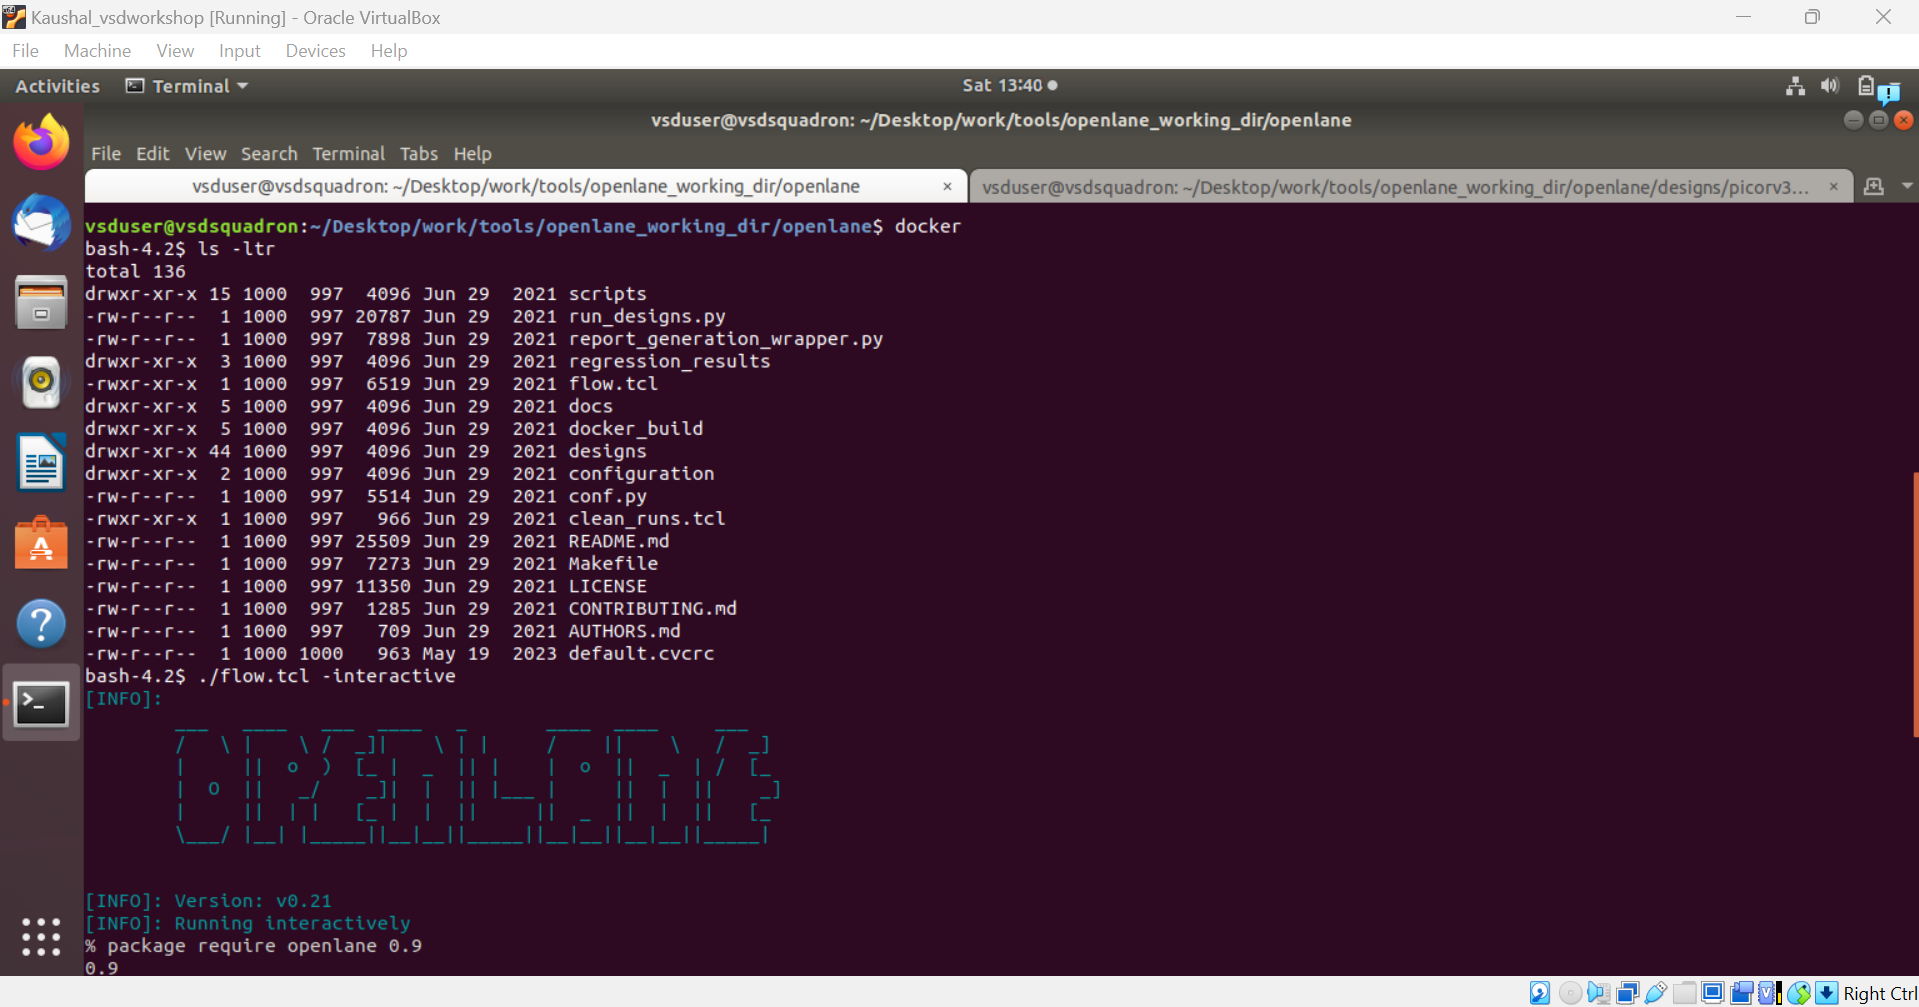 Kaushal_vsdworkshop [Running] - Oracle VirtualBox
File Machine View Input Devices Help
Activities Terminal Sat 13:40
vsduser@vsdsquadron: ~/Desktop/work/tools/openlane_working_dir/openlane
File Edit View Search Terminal Tabs Help
vsduser@vsdsquadron: ~/Desktop/work/tools/openlane_working_dir/openlane × vsduser@vsdsquadron: ~/Desktop/work/tools/openlane_working_dir/openlane/designs/picorv3... ×
vsduser@vsdsquadron:~/Desktop/work/tools/openlane_working_dir/openlane$ docker
bash-4.2$ ls -ltr
total 136
drwxr-xr-x 15 1000  997  4096 Jun 29  2021 scripts
-rw-r--r--  1 1000  997 20787 Jun 29  2021 run_designs.py
-rw-r--r--  1 1000  997  7898 Jun 29  2021 report_generation_wrapper.py
drwxr-xr-x  3 1000  997  4096 Jun 29  2021 regression_results
-rwxr-xr-x  1 1000  997  6519 Jun 29  2021 flow.tcl
drwxr-xr-x  5 1000  997  4096 Jun 29  2021 docs
drwxr-xr-x  5 1000  997  4096 Jun 29  2021 docker_build
drwxr-xr-x 44 1000  997  4096 Jun 29  2021 designs
drwxr-xr-x  2 1000  997  4096 Jun 29  2021 configuration
-rw-r--r--  1 1000  997  5514 Jun 29  2021 conf.py
-rwxr-xr-x  1 1000  997   966 Jun 29  2021 clean_runs.tcl
-rw-r--r--  1 1000  997 25509 Jun 29  2021 README.md
-rw-r--r--  1 1000  997  7273 Jun 29  2021 Makefile
-rw-r--r--  1 1000  997 11350 Jun 29  2021 LICENSE
-rw-r--r--  1 1000  997  1285 Jun 29  2021 CONTRIBUTING.md
-rw-r--r--  1 1000  997   709 Jun 29  2021 AUTHORS.md
-rw-r--r--  1 1000 1000   963 May 19  2023 default.cvcrc
bash-4.2$ ./flow.tcl -interactive
[INFO]:
OPENLANE
[INFO]: Version: v0.21
[INFO]: Running interactively
% package require openlane 0.9
0.9
Right Ctrl